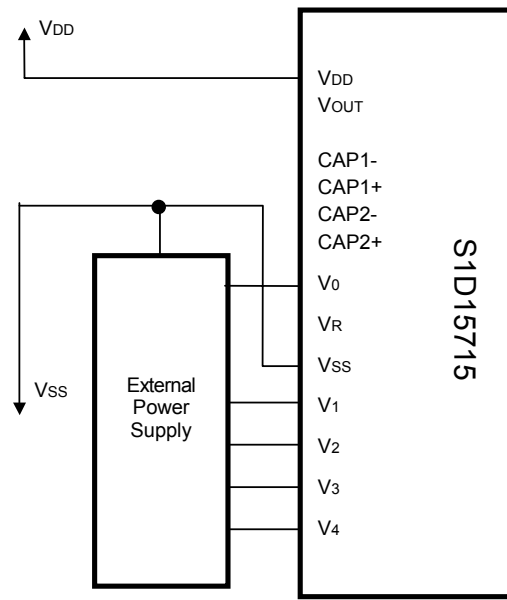 VDD
VDD
VOUT
CAP1-
CAP1+
CAP2-
CAP2+
V0
VR
VSS
V1
V2
V3
V4
S1D15715
VSS
External
Power
Supply